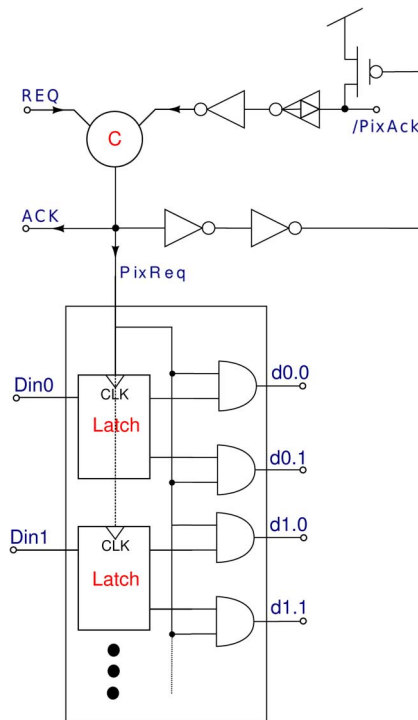 REQ
C
/PixAck
ACK
PixReq
Din0
CLK
Latch
d0.0
d0.1
Din1
CLK
Latch
d1.0
d1.1